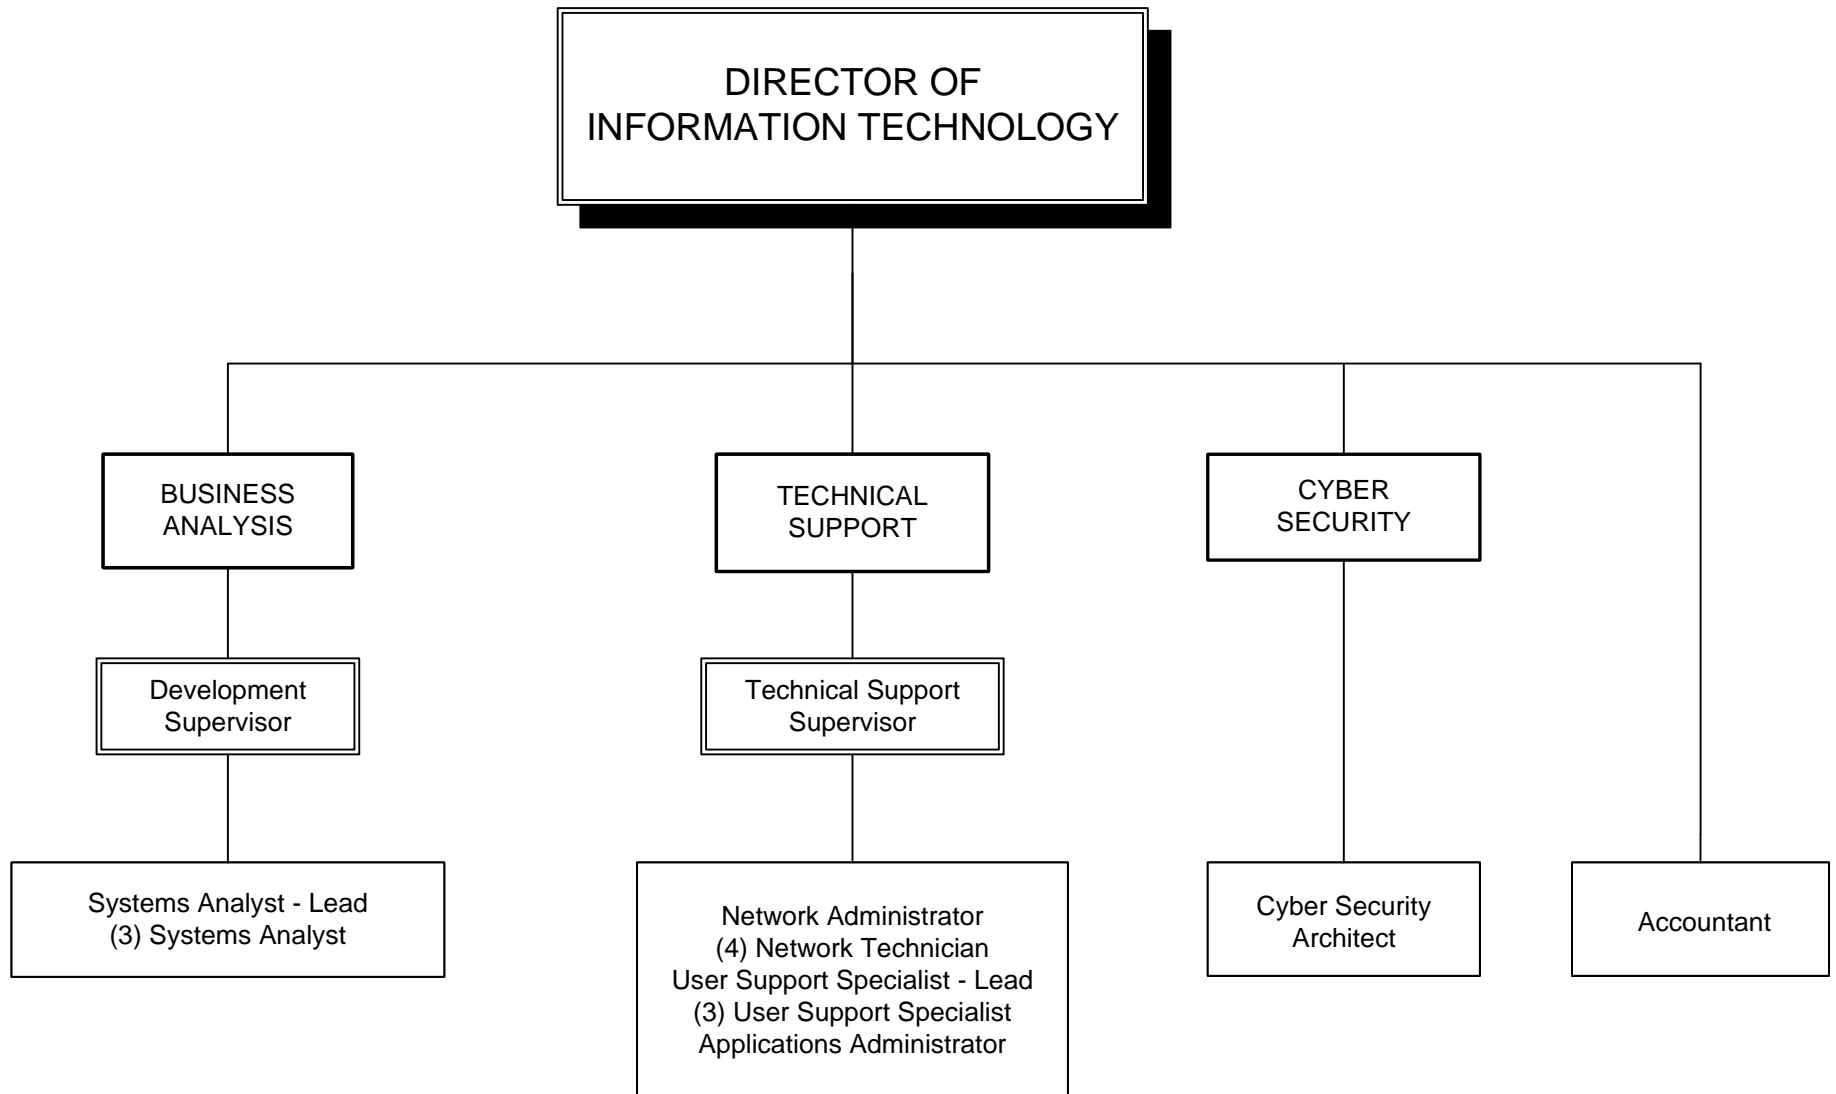 DIRECTOR OF
INFORMATION TECHNOLOGY
BUSINESS
ANALYSIS
TECHNICAL
SUPPORT
CYBER
SECURITY
Development
Supervisor
Technical Support
Supervisor
Systems Analyst - Lead
(3) Systems Analyst
Network Administrator
(4) Network Technician
User Support Specialist - Lead
(3) User Support Specialist
Applications Administrator
Cyber Security
Architect
Accountant